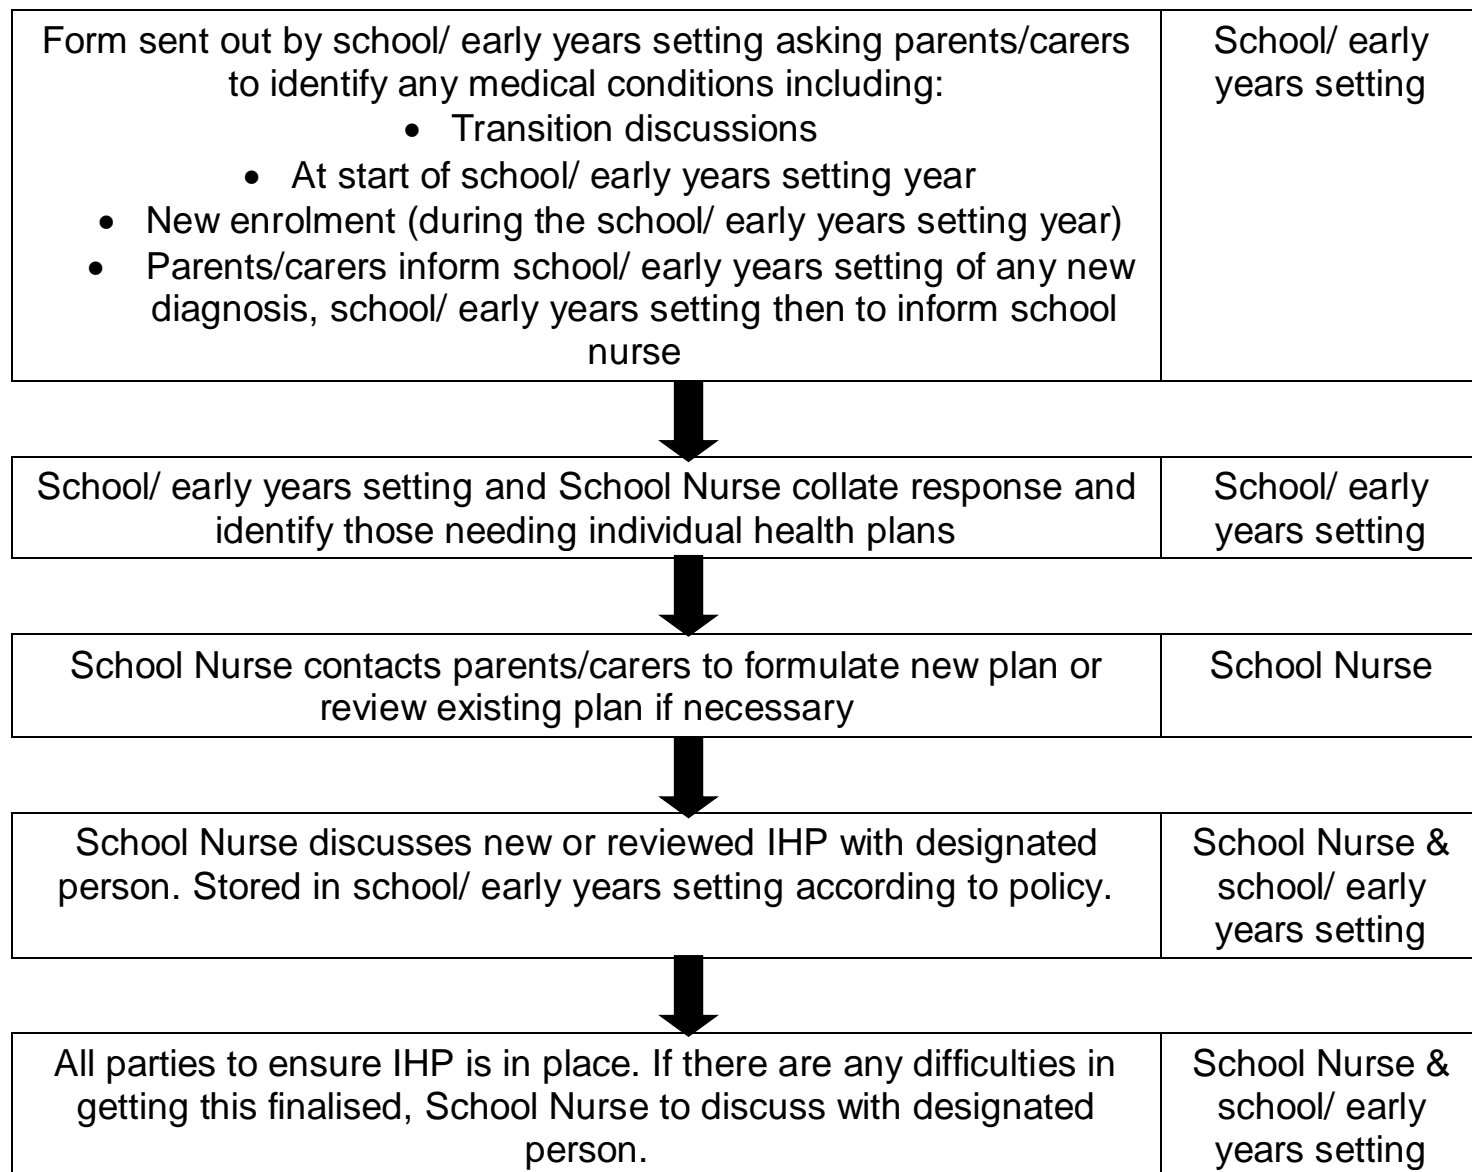 Form sent out by school/ early years setting asking parents/carers
to identify any medical conditions including:
• Transition discussions
• At start of school/ early years setting year
• New enrolment (during the school/ early years setting year)
• Parents/carers inform school/ early years setting of any new
diagnosis, school/ early years setting then to inform school
nurse
School/ early
years setting
School/ early years setting and School Nurse collate response and
identify those needing individual health plans
School/ early
years setting
School Nurse contacts parents/carers to formulate new plan or
review existing plan if necessary
School Nurse
School Nurse discusses new or reviewed IHP with designated
person. Stored in school/ early years setting according to policy.
School Nurse &
school/ early
years setting
All parties to ensure IHP is in place. If there are any difficulties in
getting this finalised, School Nurse to discuss with designated
person.
School Nurse &
school/ early
years setting